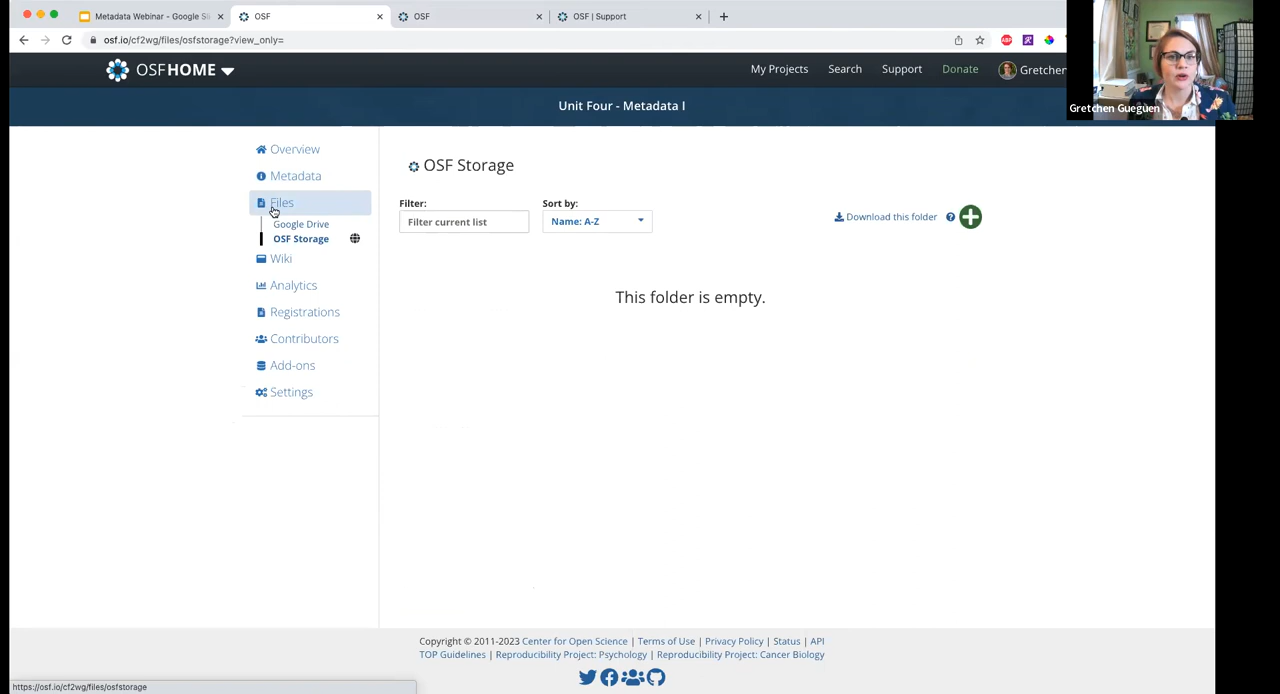 Metadata Webinar - Google Sl
OSF
OSF
OSF | Support
osf.io/cf2wg/files/osfstorage?view_only=
ABP
OSFHOME
My Projects
Search
Support
Donate
Gretchen
Gretchen Gueguen
Unit Four - Metadata I
Overview
Metadata
Files
Google Drive
OSF Storage
Wiki
Analytics
Registrations
Contributors
Add-ons
Settings
OSF Storage
Filter:
Sort by:
Filter current list
Name: A-Z
Download this folder
This folder is empty.
Copyright © 2011-2023 Center for Open Science | Terms of Use | Privacy Policy | Status | API
TOP Guidelines | Reproducibility Project: Psychology | Reproducibility Project: Cancer Biology
https://osf.io/cf2wg/files/osfstorage